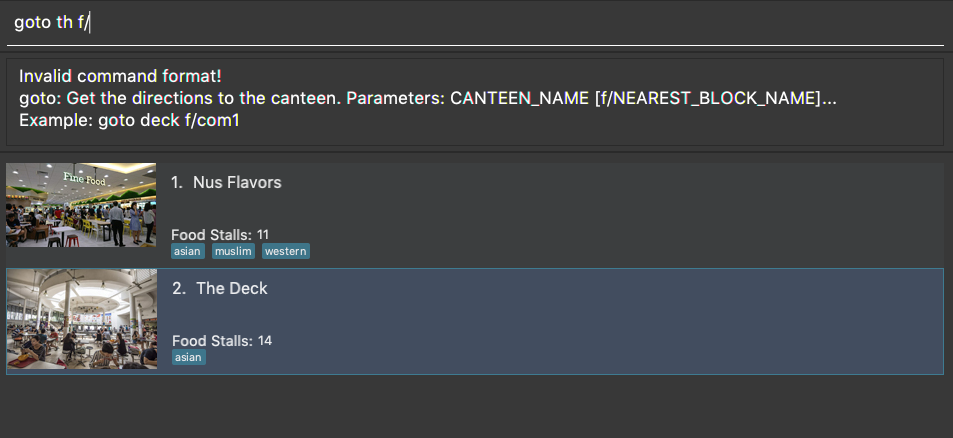 goto th f/
Invalid command format!
goto: Get the directions to the canteen. Parameters: CANTEEN_NAME [f/NEAREST_BLOCK_NAME]...
Example: goto deck f/com1
Fine Food
1. Nus Flavors
Food Stalls: 11
asian muslim western
2. The Deck
Food Stalls: 14
asian